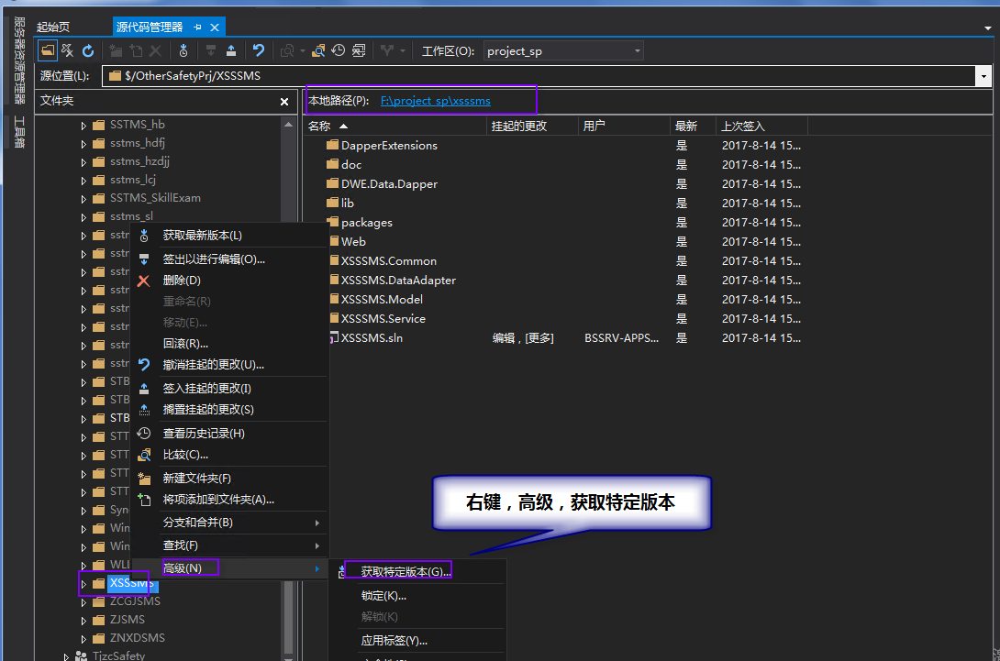 服务器资源管理器
工具箱
起始页
源代码管理器
工作区(O):
project_sp
源位置(L):
$/OtherSafetyPrj/XSSSMS
文件夹
本地路径(P):
F:\project_sp\xsssms
名称
挂起的更改
用户
最新
上次签入
SSTMS_hb
sstms_hdfj
sstms_hzdjj
sstms_lcj
SSTMS_SkillExam
sstms_sl
sstn
sstn
sstn
sstn
sstn
sstn
sstn
sstn
STB
STB
STB
STT
STT
STT
STT
Syn
Win
Win
WLI
XSSSMS
ZCGJSMS
ZJSMS
ZNXDSMS
TjzcSafety
DapperExtensions 是 2017-8-14 15...
doc 是 2017-8-14 15...
DWE.Data.Dapper 是 2017-8-14 15...
lib 是 2017-8-14 15...
packages 是 2017-8-14 15...
Web 是 2017-8-14 15...
XSSSMS.Common 是 2017-8-14 15...
XSSSMS.DataAdapter 是 2017-8-14 15...
XSSSMS.Model 是 2017-8-14 15...
XSSSMS.Service 是 2017-8-14 15...
XSSSMS.sln 编辑，[更多] BSSRV-APPS... 是 2017-8-14 15...
获取最新版本(L)
签出以进行编辑(O)...
删除(D)
重命名(R)
移动(E)...
回滚(R)...
撤消挂起的更改(U)...
签入挂起的更改(I)
搁置挂起的更改(S)
查看历史记录(H)
比较(C)...
新建文件夹(F)
将项添加到文件夹(A)...
分支和合并(B)
查找(F)
高级(N)
右键，高级，获取特定版本
获取特定版本(G)...
锁定(K)...
解锁(K)
应用标签(Y)...